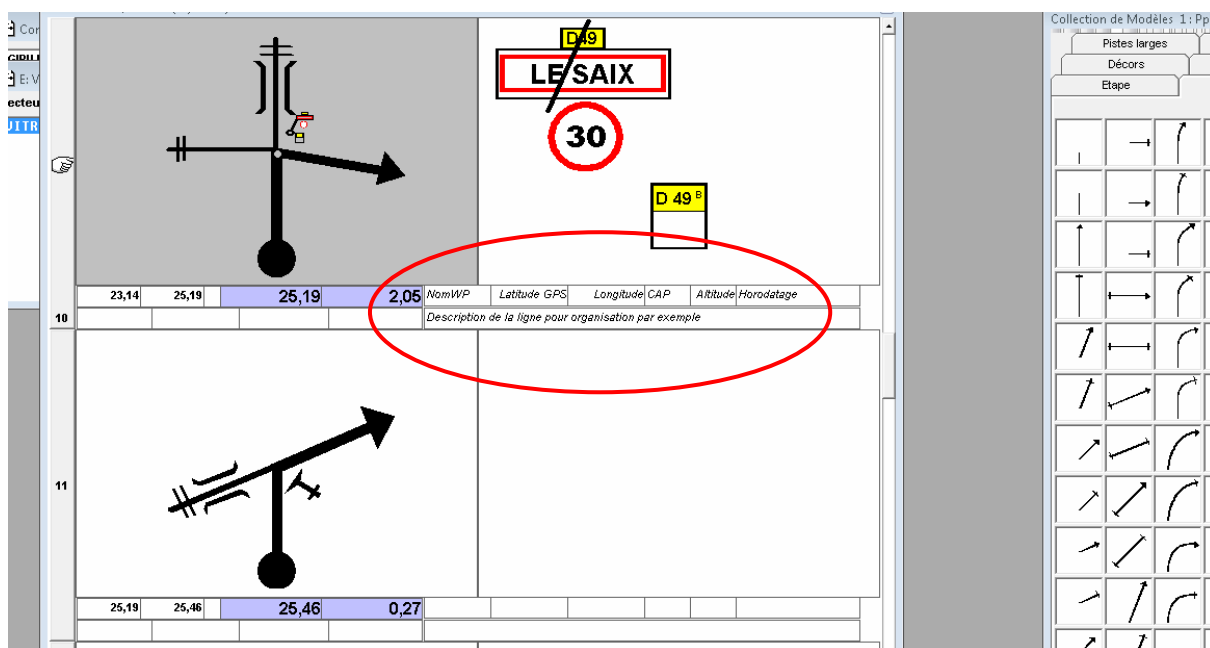 Collection de Modèles 1: Pp
Cor
Pistes larges
Décors
Etape
E: V
ecteu
D49
LE SAIX
30
D 49 B
23,14 25,19 25,19 2,05 NomWP Latitude GPS Longitude CAP Altitude Horodatage
10 Description de la ligne pour organisation par exemple
11
25,19 25,46 25,46 0,27